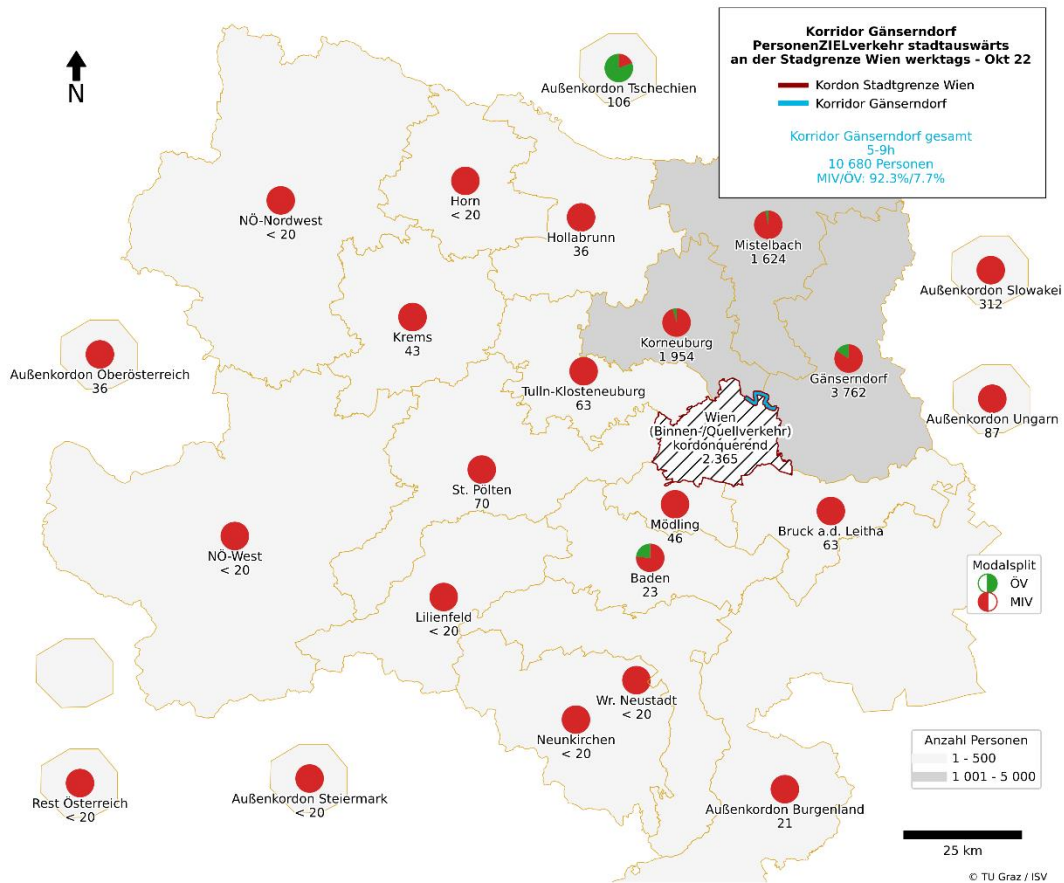 Korridor Gänserndorf
PersonenZIELverkehr stadtauswärts
an der Stadgrenze Wien werktags - Okt 22
Kordon Stadtgrenze Wien
Korridor Gänserndorf
Korridor Gänserndorf gesamt
5-9h
10 680 Personen
MIV/ÖV: 92.3%/7.7%
N
Außenkordon Tschechien
106
NÖ-Nordwest
< 20
Horn
< 20
Hollabrunn
36
Mistelbach
1 624
Außenkordon Slowakei
312
Krems
43
Korneuburg
1 954
Außenkordon Oberösterreich
36
Tulln-Klosteneuburg
63
Gänserndorf
3 762
Außenkordon Ungarn
87
Wien
(Binnen-/Quellverkehr)
kordonquerend
2.365
St. Pölten
70
Mödling
46
Bruck a.d. Leitha
63
NÖ-West
< 20
Baden
23
Modalsplit
ÖV
MIV
Lilienfeld
< 20
Wr. Neustadt
< 20
Neunkirchen
< 20
Rest Österreich
< 20
Außenkordon Steiermark
< 20
Außenkordon Burgenland
21
Anzahl Personen
1 - 500
1 001 - 5 000
25 km
© TU Graz / ISV